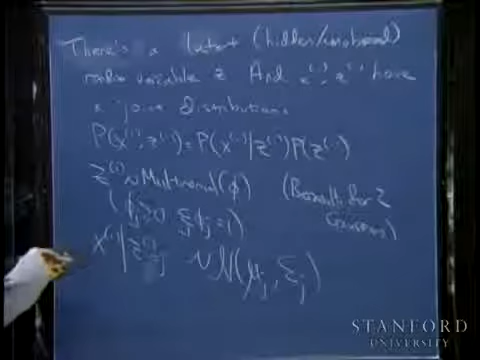 There's a latent (hidden/unobserved)
random variable z And x⁽ⁱ⁾, z⁽ⁱ⁾ have
a joint distribution
P(x⁽ⁱ⁾, z⁽ⁱ⁾) = P(x⁽ⁱ⁾|z⁽ⁱ⁾)P(z⁽ⁱ⁾)
z⁽ⁱ⁾ ~ Multinomial(ϕ) (Bernoulli for 2
(ϕⱼ ≥ 0, Σⱼ ϕⱼ = 1) Gaussians)
x⁽ⁱ⁾|z⁽ⁱ⁾=j ~ N(μⱼ, Σⱼ)
STANFORD
UNIVERSITY